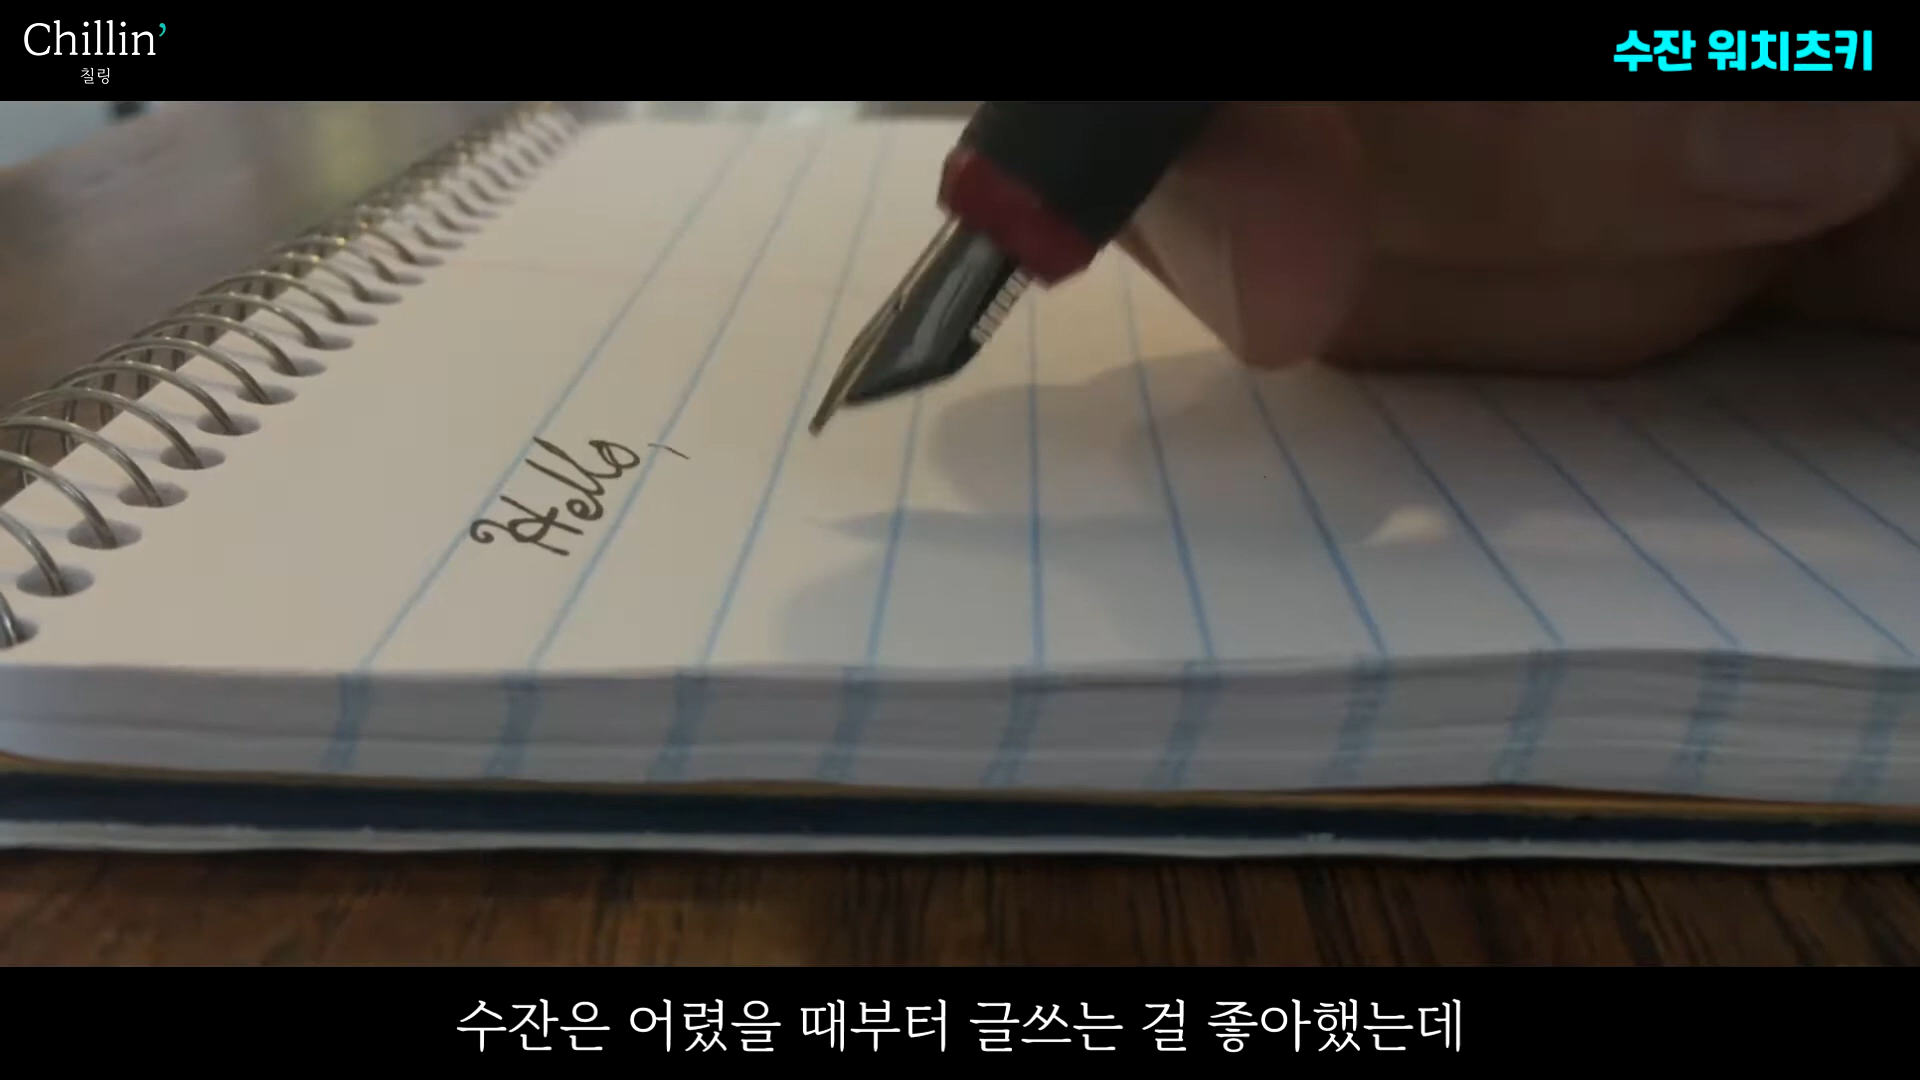 Chillin’
칠링
수잔 워치츠키
Hello,
수잔은 어렸을 때부터 글쓰는 걸 좋아했는데